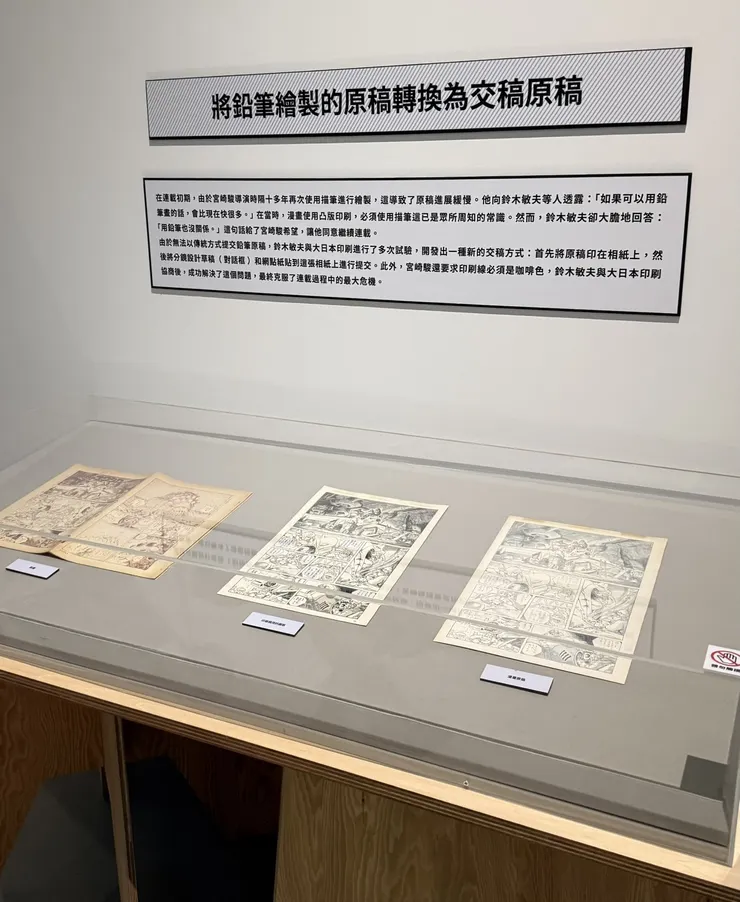 將鉛筆繪製的原稿轉換為交稿原稿
在連載初期，由於宮崎駿導演時隔十多年再次使用描筆進行繪製，這導致了原稿進展緩慢。他向鈴木敏夫等人透露：「如果可以用鉛
筆畫的話，會比現在快很多。」在當時，漫畫使用凸版印刷，必須使用描筆這已是眾所周知的常識。然而，鈴木敏夫卻大膽地回答：
「用鉛筆也沒關係。」這句話給了宮崎駿希望，讓他同意繼續連載。
由於無法以傳統方式提交鉛筆原稿，鈴木敏夫與大日本印刷進行了多次試驗，開發出一種新的交稿方式：首先將原稿印在相紙上，然
後將分鏡設計草稿（對話框）和網點紙貼到這張相紙上進行提交。此外，宮崎駿還要求印刷線必須是咖啡色，鈴木敏夫與大日本印刷
協商後，成功解決了這個問題，最終克服了連載過程中的最大危機。